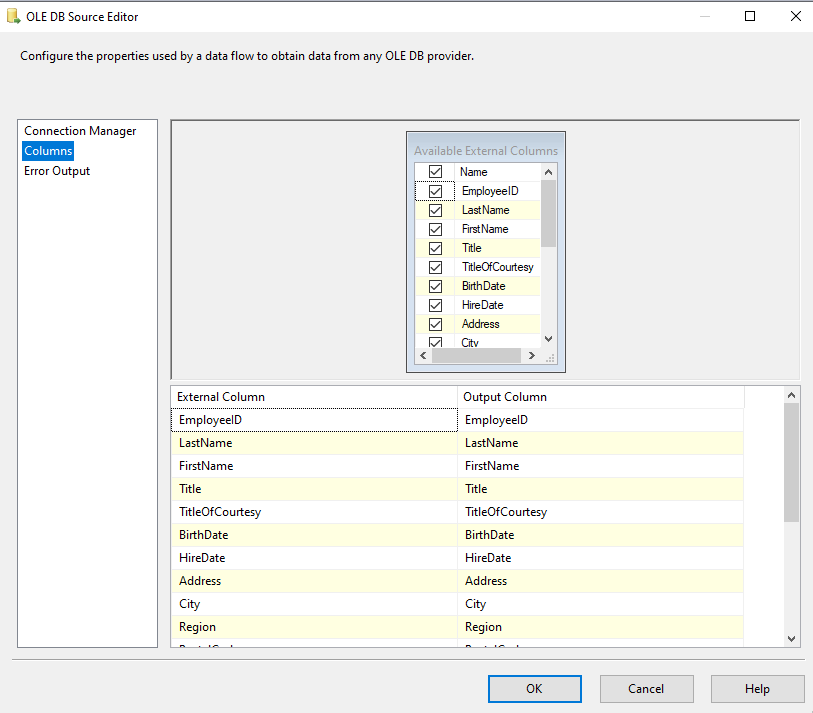 OLE DB Source Editor
Configure the properties used by a data flow to obtain data from any OLE DB provider.
Connection Manager
Columns
Error Output
Available External Columns
Name
EmployeeID
LastName
FirstName
Title
TitleOfCourtesy
BirthDate
HireDate
Address
City
External Column Output Column
EmployeeID EmployeeID
LastName LastName
FirstName FirstName
Title Title
TitleOfCourtesy TitleOfCourtesy
BirthDate BirthDate
HireDate HireDate
Address Address
City City
Region Region
OK Cancel Help